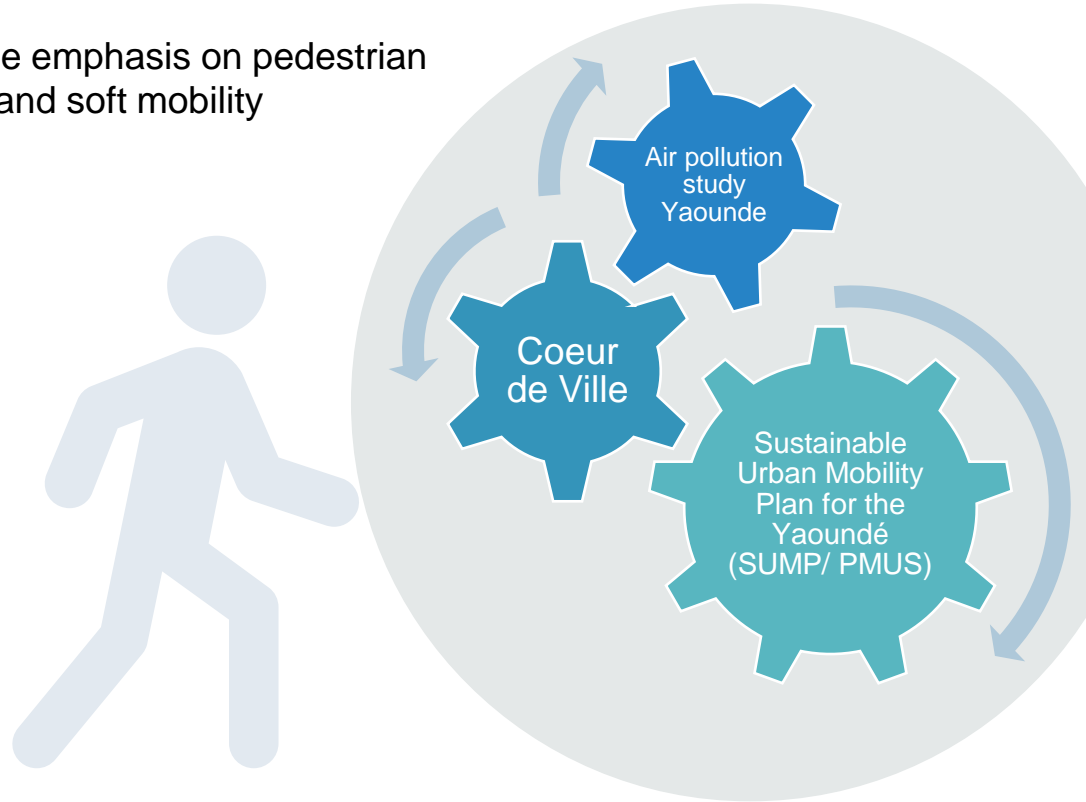 e emphasis on pedestrian
and soft mobility
Air pollution
study
Yaounde
Coeur
de Ville
Sustainable
Urban Mobility
Plan for the
Yaoundé
(SUMP/ PMUS)